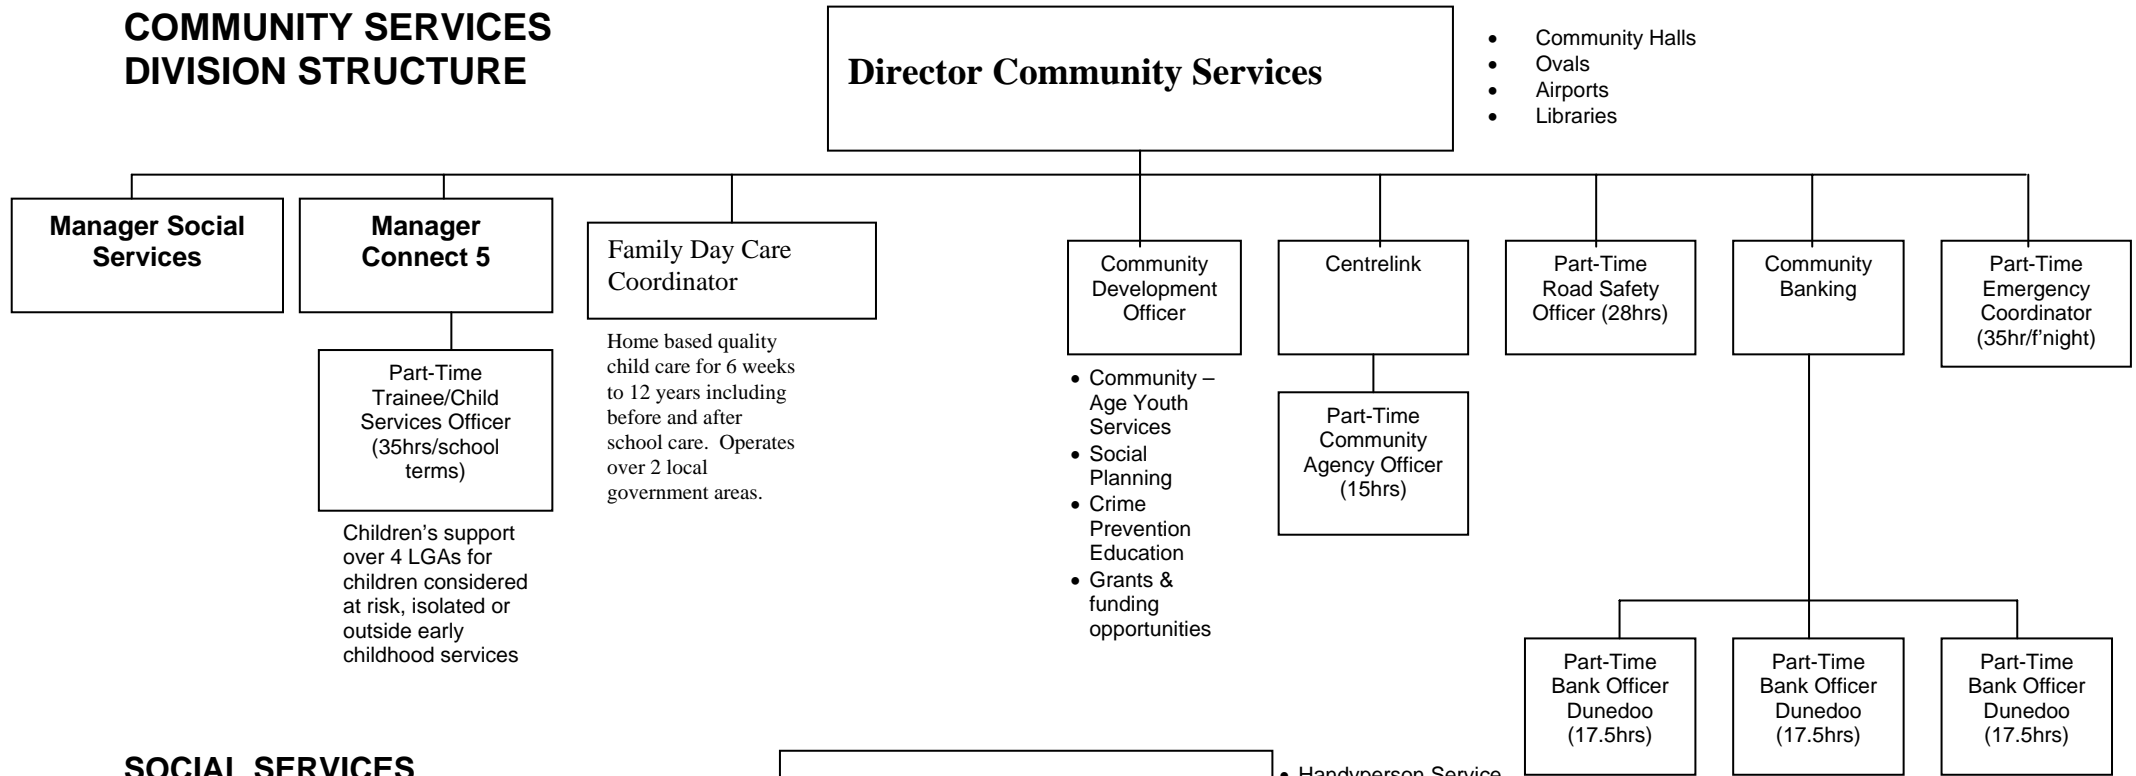 COMMUNITY SERVICES
DIVISION STRUCTURE
Director Community Services
• Community Halls
• Ovals
• Airports
• Libraries
Manager Social
Services
Manager
Connect 5
Family Day Care
Coordinator
Community
Development
Officer
Centrelink
Part-Time
Road Safety
Officer (28hrs)
Community
Banking
Part-Time
Emergency
Coordinator
(35hr/f'night)
Part-Time
Trainee/Child
Services Officer
(35hrs/school
terms)
Children's support
over 4 LGAs for
children considered
at risk, isolated or
outside early
childhood services
Home based quality
child care for 6 weeks
to 12 years including
before and after
school care. Operates
over 2 local
government areas.
• Community –
Age Youth
Services
• Social
Planning
• Crime
Prevention
Education
• Grants &
funding
opportunities
Part-Time
Community
Agency Officer
(15hrs)
Part-Time
Bank Officer
Dunedoo
(17.5hrs)
Part-Time
Bank Officer
Dunedoo
(17.5hrs)
Part-Time
Bank Officer
Dunedoo
(17.5hrs)
SOCIAL SERVICES
• Handyperson Service